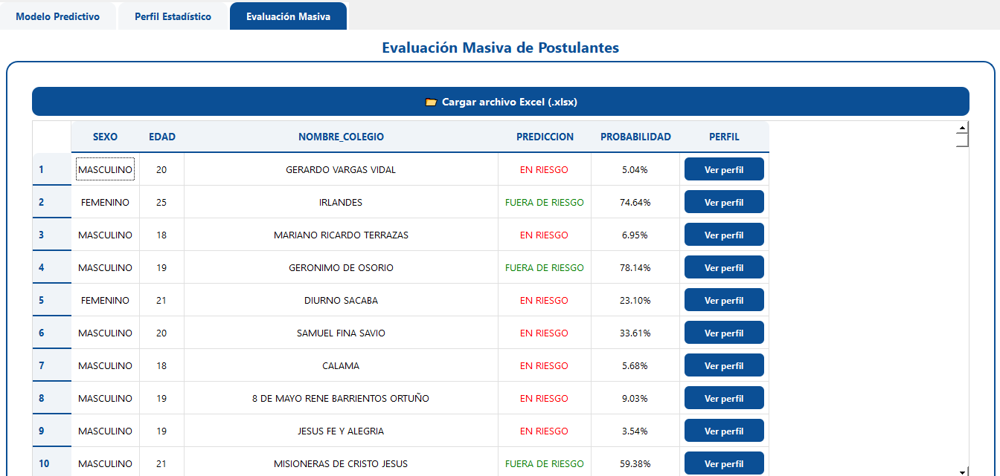 Modelo Predictivo Perfil Estadístico Evaluación Masiva
Evaluación Masiva de Postulantes
Cargar archivo Excel (.xlsx)
SEXO EDAD NOMBRE_COLEGIO PREDICCION PROBABILIDAD PERFIL
1 MASCULINO 20 GERARDO VARGAS VIDAL EN RIESGO 5.04% Ver perfil
2 FEMENINO 25 IRLANDES FUERA DE RIESGO 74.64% Ver perfil
3 MASCULINO 18 MARIANO RICARDO TERRAZAS EN RIESGO 6.95% Ver perfil
4 MASCULINO 19 GERONIMO DE OSORIO FUERA DE RIESGO 78.14% Ver perfil
5 FEMENINO 21 DIURNO SACABA EN RIESGO 23.10% Ver perfil
6 MASCULINO 20 SAMUEL FINA SAVIO EN RIESGO 33.61% Ver perfil
7 MASCULINO 18 CALAMA EN RIESGO 5.68% Ver perfil
8 MASCULINO 19 8 DE MAYO RENE BARRIENTOS ORTUÑO EN RIESGO 9.03% Ver perfil
9 MASCULINO 19 JESUS FE Y ALEGRIA EN RIESGO 3.54% Ver perfil
10 MASCULINO 21 MISIONERAS DE CRISTO JESUS FUERA DE RIESGO 59.38% Ver perfil